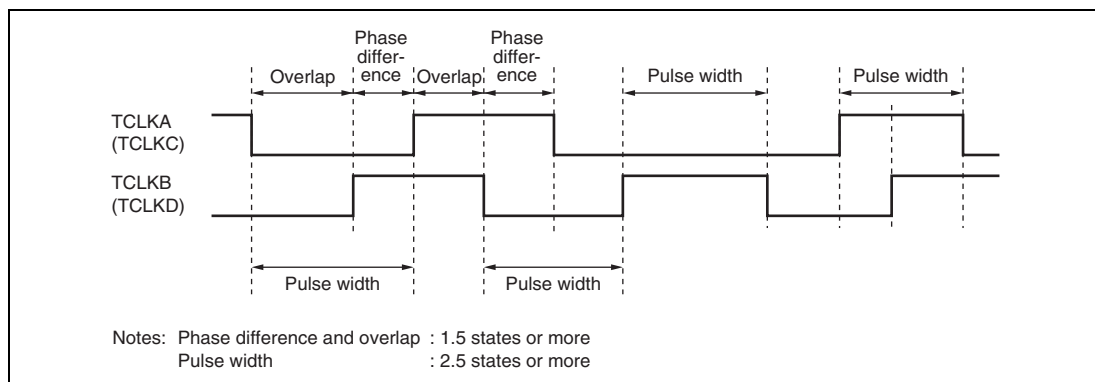 Phase
differ-
ence
Phase
differ-
ence
Overlap
Overlap
Pulse width
Pulse width
TCLKA
(TCLKC)
TCLKB
(TCLKD)
Pulse width
Pulse width
Notes: Phase difference and overlap : 1.5 states or more
Pulse width : 2.5 states or more